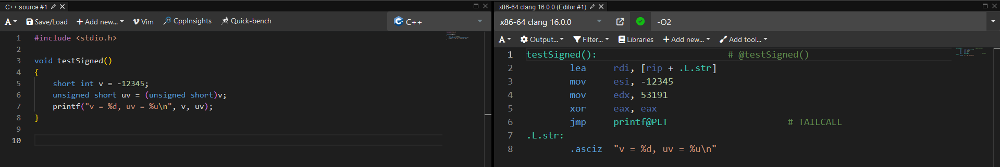 C++ source #1
A Save/Load + Add new... Vim CppInsights Quick-bench C++
1 #include <stdio.h>
2
3 void testSigned()
4 {
5     short int v = -12345;
6     unsigned short uv = (unsigned short)v;
7     printf("v = %d, uv = %u\n", v, uv);
8 }
9
10
x86-64 clang 16.0.0 (Editor #1)
x86-64 clang 16.0.0 -O2
A Output... Filter... Libraries + Add new... Add tool...
1 testSigned():                        # @testSigned()
2         lea     rdi, [rip + .L.str]
3         mov     esi, -12345
4         mov     edx, 53191
5         xor     eax, eax
6         jmp     printf@PLT                      # TAILCALL
7 .L.str:
8         .asciz  "v = %d, uv = %u\n"